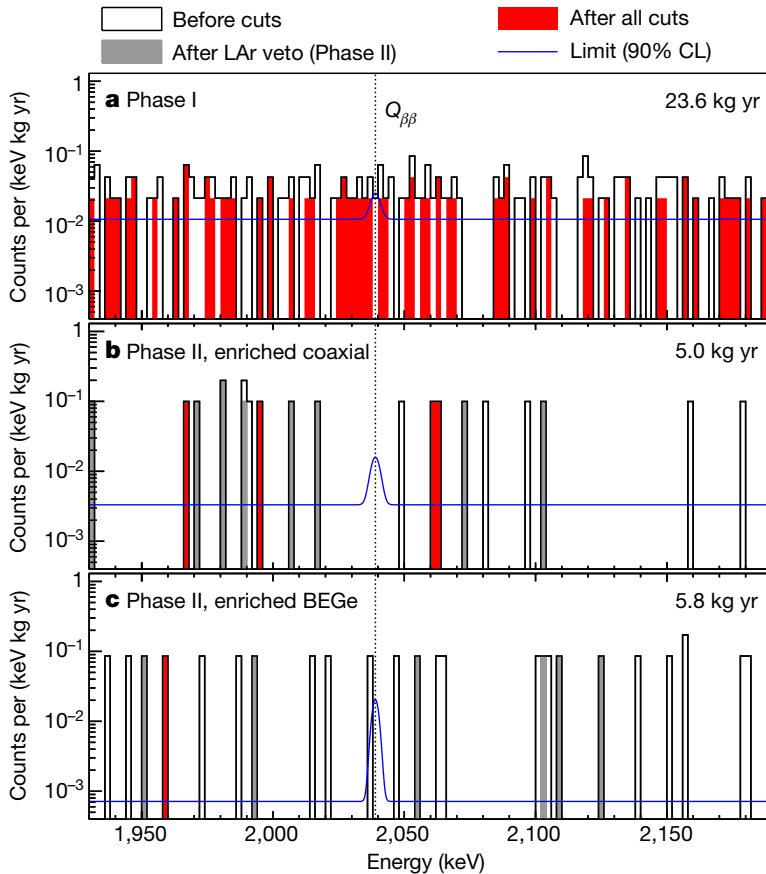 Before cuts
After all cuts
After LAr veto (Phase II)
Limit (90% CL)
a Phase I
23.6 kg yr
Qββ
1
10⁻¹
10⁻²
10⁻³
Counts per (keV kg yr)
b Phase II, enriched coaxial
5.0 kg yr
1
10⁻¹
10⁻²
10⁻³
Counts per (keV kg yr)
c Phase II, enriched BEGe
5.8 kg yr
1
10⁻¹
10⁻²
10⁻³
Counts per (keV kg yr)
1,950 2,000 2,050 2,100 2,150
Energy (keV)